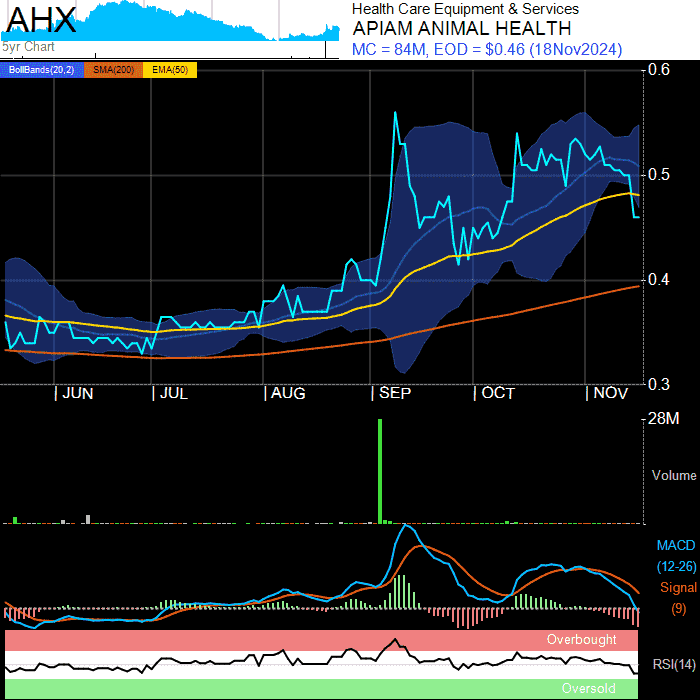 AHX
5yr Chart
Health Care Equipment & Services
APIAM ANIMAL HEALTH
MC = 84M, EOD = $0.46 (18Nov2024)
BollBands(20,2) SMA(200) EMA(50)
0.6
0.5
0.4
0.3
JUN JUL AUG SEP OCT NOV
28M
Volume
MACD
(12-26)
Signal
(9)
Overbought
RSI(14)
Oversold